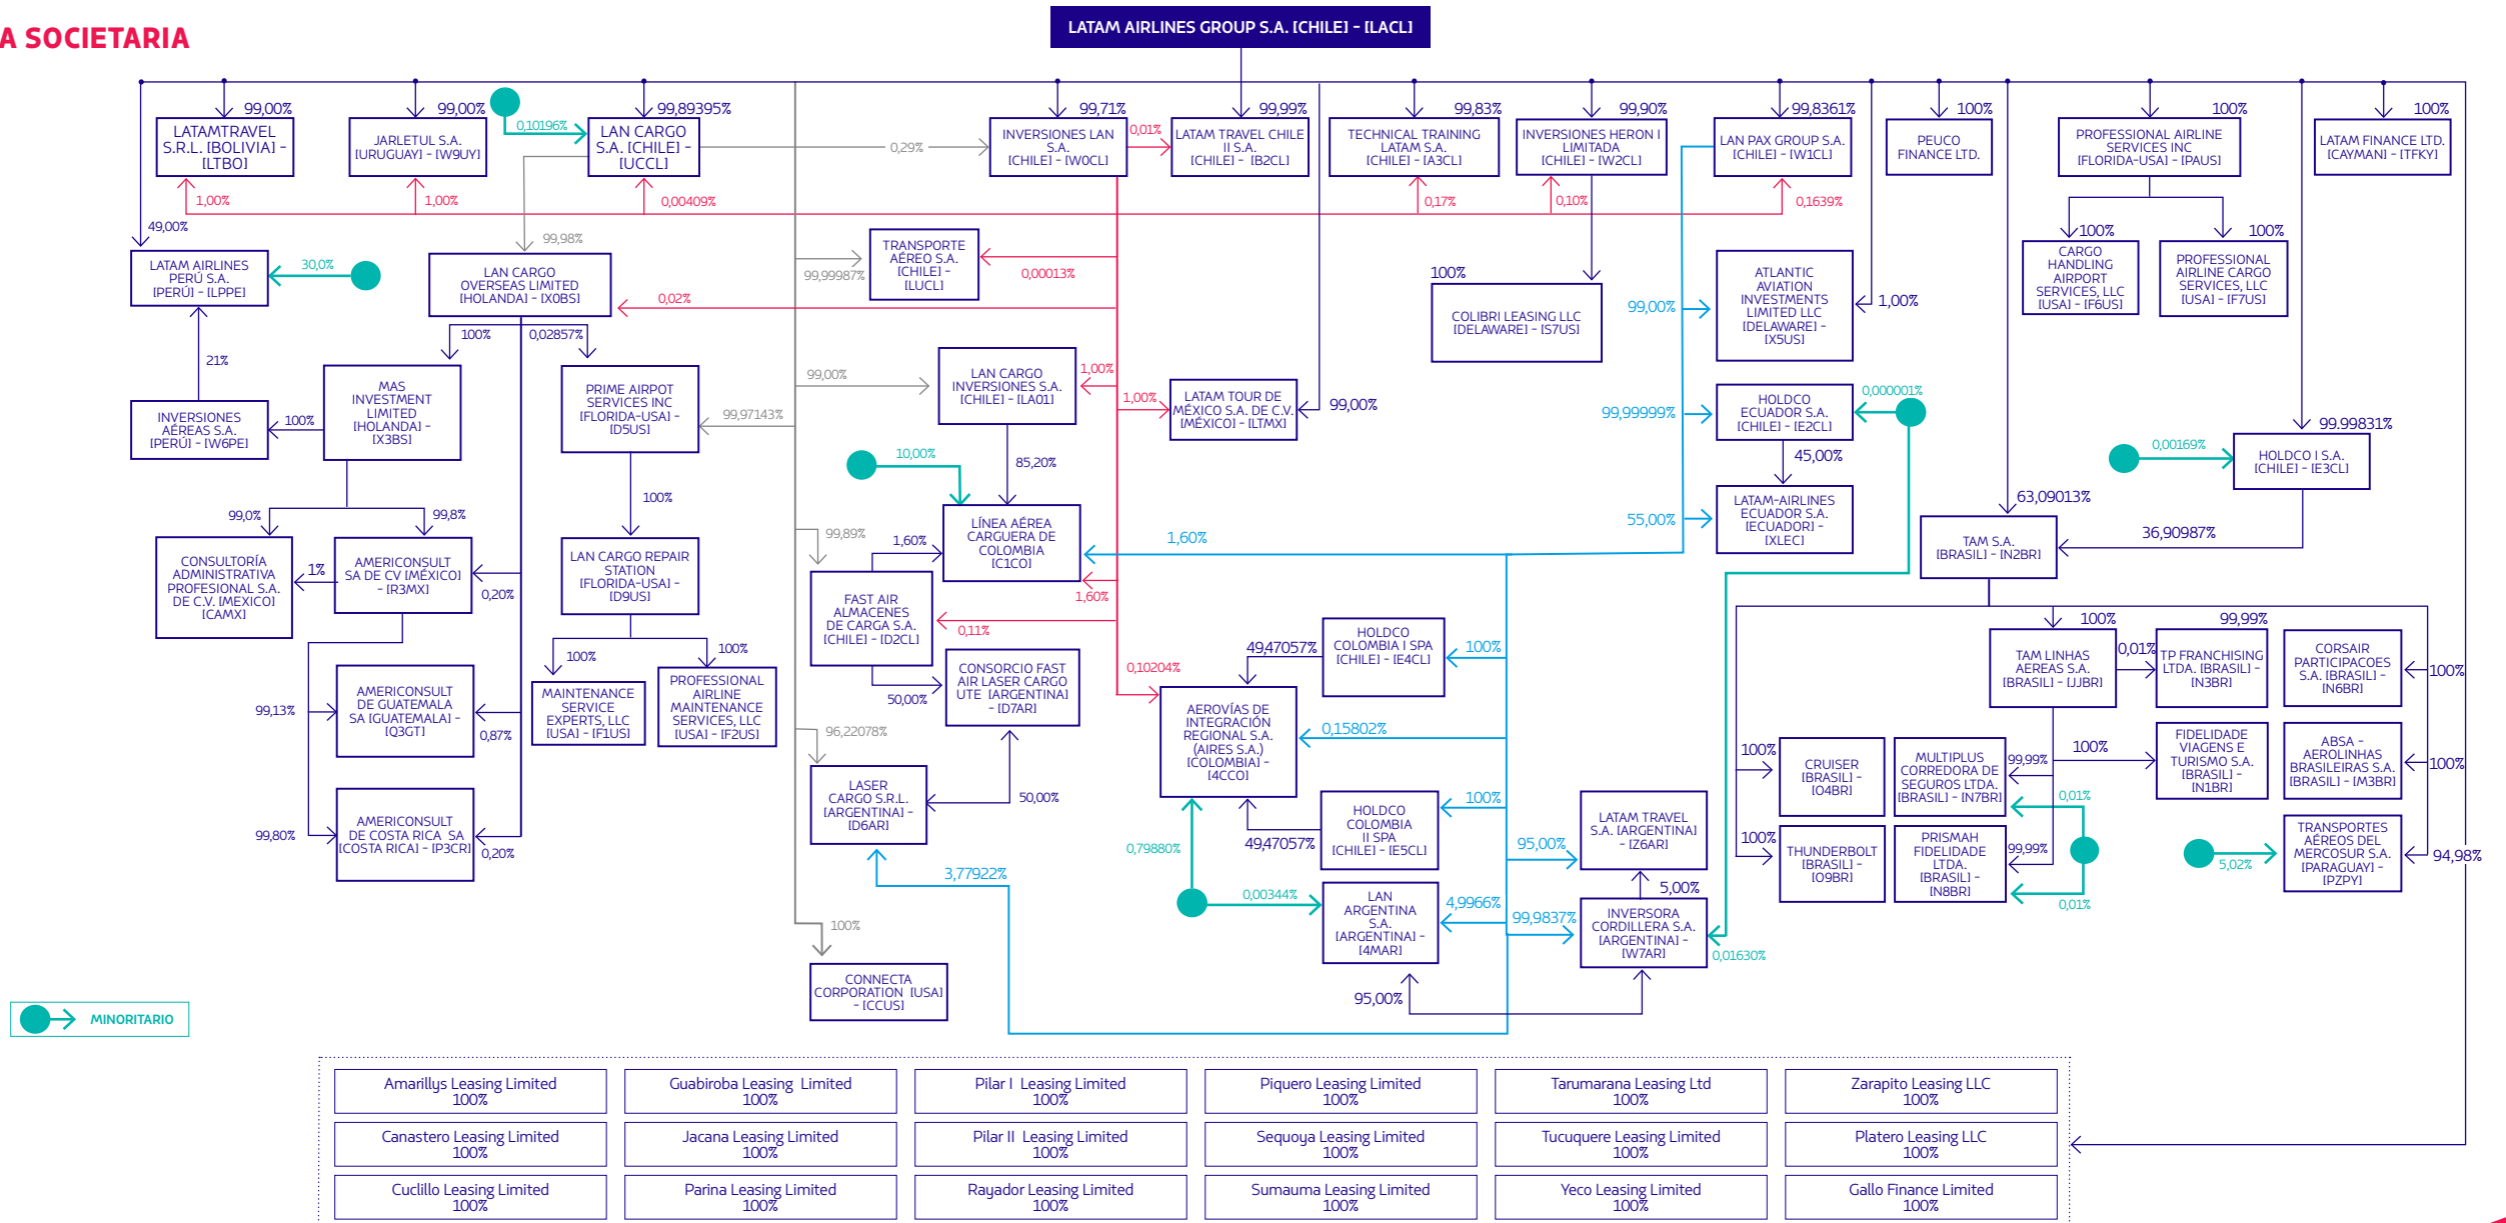 A SOCIETARIA
LATAM AIRLINES GROUP S.A. [CHILE] - [LACL]
99,00%
99,00%
99,89395%
99,71%
99,99%
99,83%
99,90%
99,8361%
100%
100%
100%
0,10196%
LATAMTRAVEL
S.R.L. [BOLIVIA] -
[LTBO]
JARLETUL S.A.
[URUGUAY] - [W9UY]
LAN CARGO
S.A. [CHILE] -
[UCCL]
0,29%
INVERSIONES LAN
S.A.
[CHILE] - [W0CL]
0,01%
LATAM TRAVEL CHILE
II S.A.
[CHILE] - [B2CL]
TECHNICAL TRAINING
LATAM S.A.
[CHILE] - [A3CL]
INVERSIONES HERON I
LIMITADA
[CHILE] - [W2CL]
LAN PAX GROUP S.A.
[CHILE] - [W1CL]
PEUCO
FINANCE LTD.
PROFESSIONAL AIRLINE
SERVICES INC
[FLORIDA-USA] - [PAUS]
LATAM FINANCE LTD.
[CAYMAN] - [TFKY]
1,00%
1,00%
0,00409%
0,17%
0,10%
0,1639%
49,00%
99,98%
100%
100%
LATAM AIRLINES
PERÚ S.A.
[PERÚ] - [LPPE]
30,0%
LAN CARGO
OVERSEAS LIMITED
[HOLANDA] - [X0BS]
99,99987%
TRANSPORTE
AÉREO S.A.
[CHILE] -
[LUCL]
0,00013%
0,02%
100%
COLIBRI LEASING LLC
[DELAWARE] - [S7US]
99,00%
ATLANTIC
AVIATION
INVESTMENTS
LIMITED LLC
[DELAWARE] -
[X5US]
1,00%
CARGO
HANDLING
AIRPORT
SERVICES, LLC
[USA] - [F6US]
PROFESSIONAL
AIRLINE CARGO
SERVICES, LLC
[USA] - [F7US]
100%
0,02857%
21%
MAS
INVESTMENT
LIMITED
[HOLANDA] -
[X3BS]
PRIME AIRPOT
SERVICES INC
[FLORIDA-USA] -
[D5US]
99,00%
LAN CARGO
INVERSIONES S.A.
[CHILE] - [LA01]
1,00%
1,00%
LATAM TOUR DE
MÉXICO S.A. DE C.V.
[MÉXICO] - [LTMX]
99,00%
INVERSIONES
AÉREAS S.A.
[PERÚ] - [W6PE]
100%
99,97143%
99,99999%
HOLDCO
ECUADOR S.A.
[CHILE] - [E2CL]
0,000001%
99.99831%
0,00169%
HOLDCO I S.A.
[CHILE] - [E3CL]
10,00%
85,20%
45,00%
100%
99,0%
99,8%
99,89%
LÍNEA AÉREA
CARGUERA DE
COLOMBIA
[C1CO]
1,60%
1,60%
1,60%
55,00%
LATAM-AIRLINES
ECUADOR S.A.
[ECUADOR] -
[XLEC]
63,09013%
36,90987%
TAM S.A.
[BRASIL] - [N2BR]
CONSULTORÍA
ADMINISTRATIVA
PROFESIONAL S.A.
DE C.V. [MEXICO]
[CAMX]
1%
AMERICONSULT
SA DE CV [MÉXICO]
- [R3MX]
0,20%
LAN CARGO REPAIR
STATION
[FLORIDA-USA] -
[D9US]
FAST AIR
ALMACENES
DE CARGA S.A.
[CHILE] - [D2CL]
0,11%
100%
100%
50,00%
CONSORCIO FAST
AIR LASER CARGO
UTE [ARGENTINA]
- [D7AR]
0,10204%
49,47057%
HOLDCO
COLOMBIA I SPA
[CHILE] - [E4CL]
100%
100%
99,99%
TAM LINHAS
AEREAS S.A.
[BRASIL] - [JJBR]
0,01%
TP FRANCHISING
LTDA. [BRASIL] -
[N3BR]
CORSAIR
PARTICIPACOES
S.A. [BRASIL] -
[N6BR]
100%
99,13%
AMERICONSULT
DE GUATEMALA
SA [GUATEMALA] -
[Q3GT]
0,87%
MAINTENANCE
SERVICE
EXPERTS, LLC
[USA] - [F1US]
PROFESSIONAL
AIRLINE
MAINTENANCE
SERVICES, LLC
[USA] - [F2US]
96,22078%
AEROVÍAS DE
INTEGRACIÓN
REGIONAL S.A.
(AIRES S.A.)
[COLOMBIA] -
[4CCO]
0,15802%
100%
CRUISER
[BRASIL] -
[O4BR]
MULTIPLUS
CORREDORA DE
SEGUROS LTDA.
[BRASIL] - [N7BR]
99,99%
100%
FIDELIDADE
VIAGENS E
TURISMO S.A.
[BRASIL] -
[N1BR]
ABSA -
AEROLINHAS
BRASILEIRAS S.A.
[BRASIL] - [M3BR]
100%
LASER
CARGO S.R.L.
[ARGENTINA] -
[D6AR]
50,00%
99,80%
AMERICONSULT
DE COSTA RICA SA
[COSTA RICA] - [P3CR]
0,20%
49,47057%
HOLDCO
COLOMBIA
II SPA
[CHILE] - [E5CL]
100%
0,79880%
95,00%
LATAM TRAVEL
S.A. [ARGENTINA]
- [Z6AR]
0,01%
100%
THUNDERBOLT
[BRASIL] -
[O9BR]
PRISMAH
FIDELIDADE
LTDA.
[BRASIL] -
[N8BR]
99,99%
0,01%
5,02%
TRANSPORTES
AÉREOS DEL
MERCOSUR S.A.
[PARAGUAY] -
[PZPY]
94,98%
3,77922%
0,00344%
LAN
ARGENTINA
S.A.
[ARGENTINA] -
[4MAR]
4,9966%
99,9837%
5,00%
INVERSORA
CORDILLERA S.A.
[ARGENTINA] -
[W7AR]
0,01630%
100%
CONNECTA
CORPORATION [USA]
- [CCUS]
95,00%
MINORITARIO
Amarillys Leasing Limited
100%
Guabiroba Leasing Limited
100%
Pilar I Leasing Limited
100%
Piquero Leasing Limited
100%
Tarumarana Leasing Ltd
100%
Zarapito Leasing LLC
100%
Canastero Leasing Limited
100%
Jacana Leasing Limited
100%
Pilar II Leasing Limited
100%
Sequoya Leasing Limited
100%
Tucuquere Leasing Limited
100%
Platero Leasing LLC
100%
Cuclillo Leasing Limited
100%
Parina Leasing Limited
100%
Rayador Leasing Limited
100%
Sumauma Leasing Limited
100%
Yeco Leasing Limited
100%
Gallo Finance Limited
100%